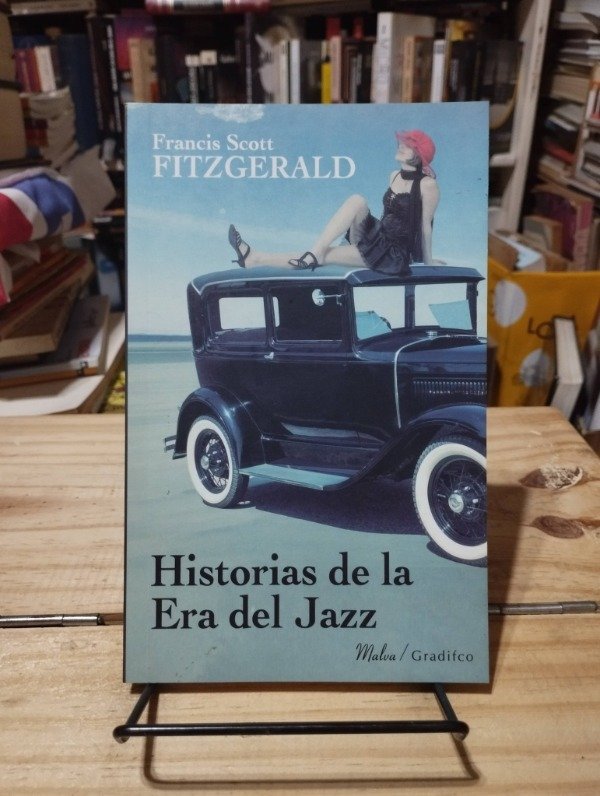 Francis Scott
FITZGERALD
Historias de la
Era del Jazz
Malva / Gradifco